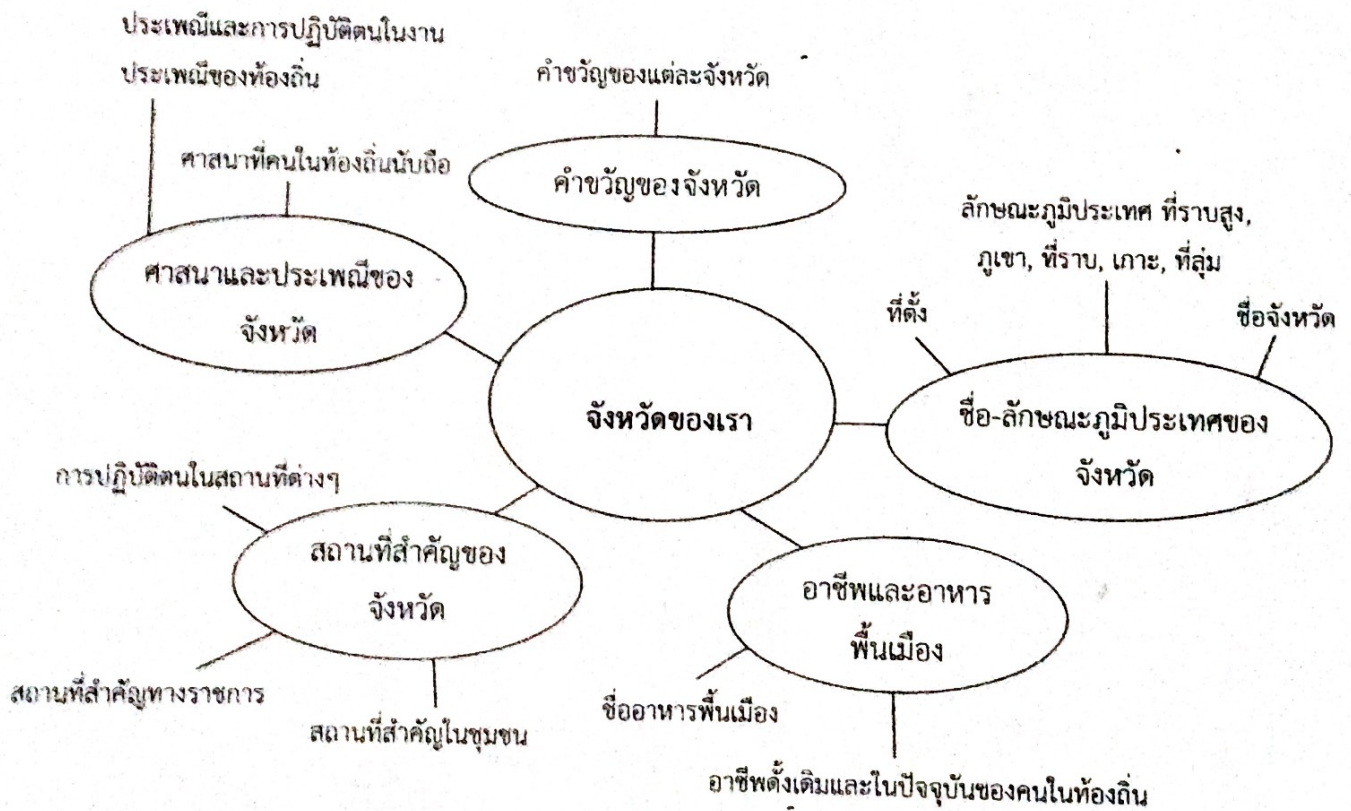 ประเพณีและการปฏิบัติตนในงาน
ประเพณีของท้องถิ่น
คำขวัญของแต่ละจังหวัด
ศาสนาที่คนในท้องถิ่นนับถือ
คำขวัญของจังหวัด
ลักษณะภูมิประเทศ ที่ราบสูง,
ภูเขา, ที่ราบ, เกาะ, ที่ลุ่ม
ศาสนาและประเพณีของ
จังหวัด
ที่ตั้ง
ชื่อจังหวัด
จังหวัดของเรา
ชื่อ-ลักษณะภูมิประเทศของ
จังหวัด
การปฏิบัติตนในสถานที่ต่างๆ
สถานที่สำคัญของ
จังหวัด
อาชีพและอาหาร
พื้นเมือง
สถานที่สำคัญทางราชการ
สถานที่สำคัญในชุมชน
ชื่ออาหารพื้นเมือง
อาชีพดั้งเดิมและในปัจจุบันของคนในท้องถิ่น